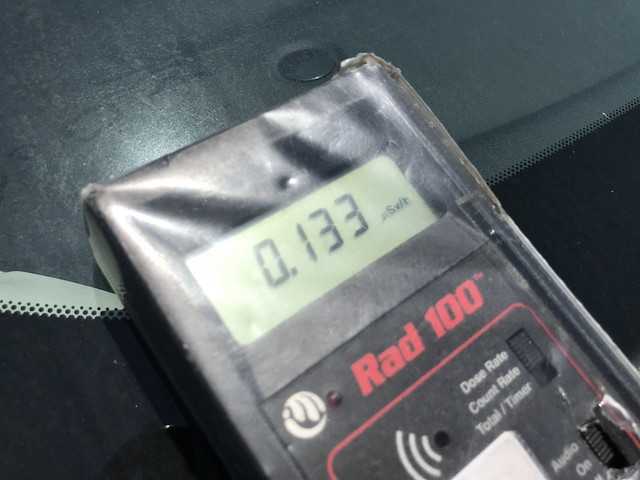 0.133 µSv/h
Rad 100™
Dose Rate
Count Rate
Total / Timer
Audio
On